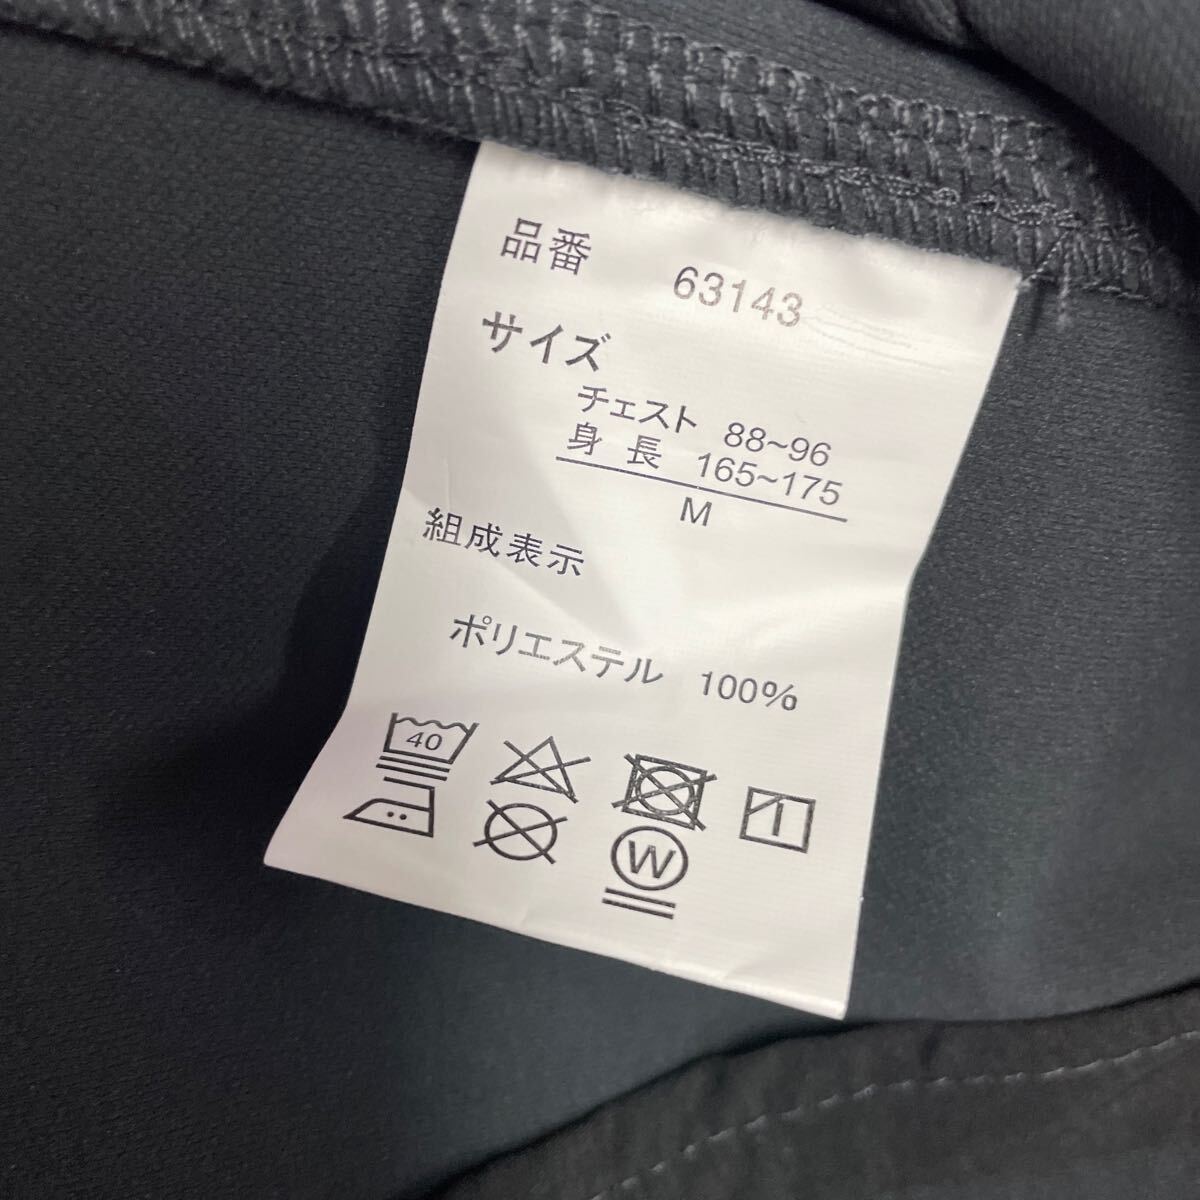 品番 63143
サイズ
チェスト 88~96
身長 165~175
M
組成表示
ポリエステル 100%
40
W